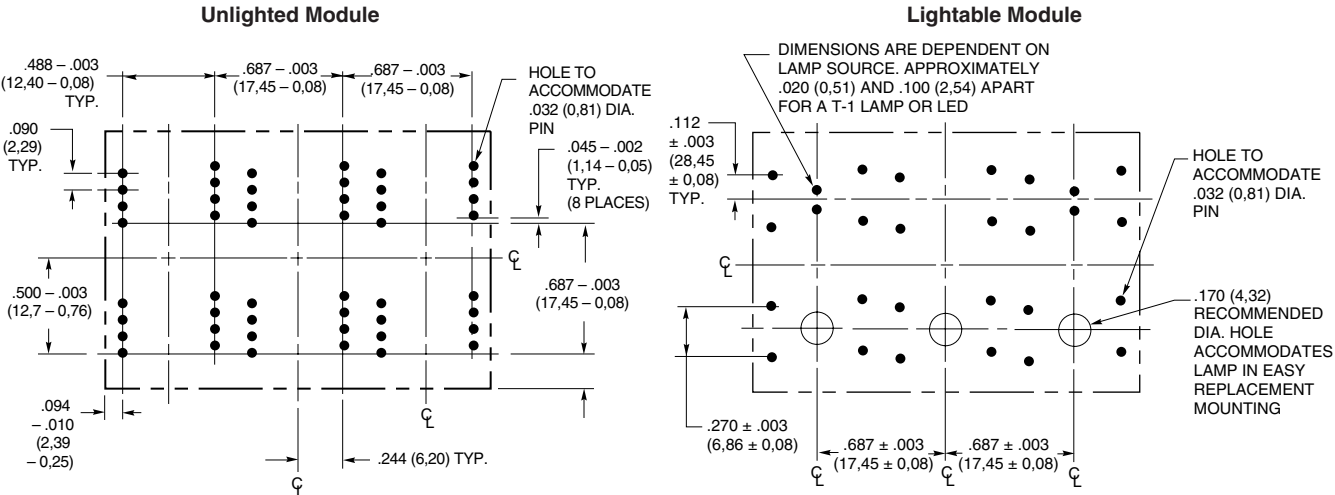 Unlighted Module
.488 – .003
(12,40 – 0,08)
TYP.
.687 – .003
(17,45 – 0,08)
.687 – .003
(17,45 – 0,08)
HOLE TO
ACCOMMODATE
.032 (0,81) DIA.
PIN
.090
(2,29)
TYP.
.045 – .002
(1,14 – 0,05)
TYP.
(8 PLACES)
℄
.500 – .003
(12,7 – 0,76)
.687 – .003
(17,45 – 0,08)
.094
– .010
(2,39
– 0,25)
℄
.244 (6,20) TYP.
℄
Lightable Module
DIMENSIONS ARE DEPENDENT ON
LAMP SOURCE. APPROXIMATELY
.020 (0,51) AND .100 (2,54) APART
FOR A T-1 LAMP OR LED
.112
± .003
(28,45
± 0,08)
TYP.
HOLE TO
ACCOMMODATE
.032 (0,81) DIA.
PIN
℄
.170 (4,32)
RECOMMENDED
DIA. HOLE
ACCOMMODATES
LAMP IN EASY
REPLACEMENT
MOUNTING
.270 ± .003
(6,86 ± 0,08)
.687 ± .003
(17,45 ± 0,08)
.687 ± .003
(17,45 ± 0,08)
℄
℄
℄